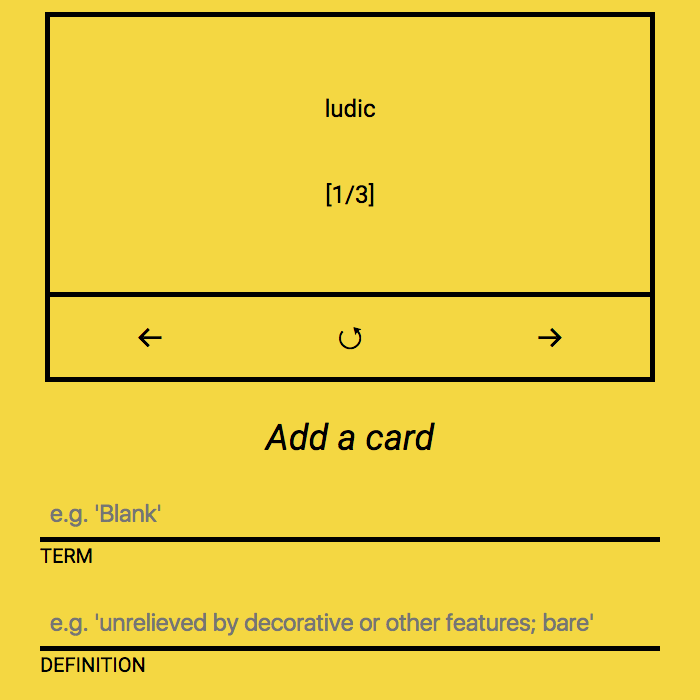 ludic
[1/3]
Add a card
e.g. 'Blank'
TERM
e.g. 'unrelieved by decorative or other features; bare'
DEFINITION